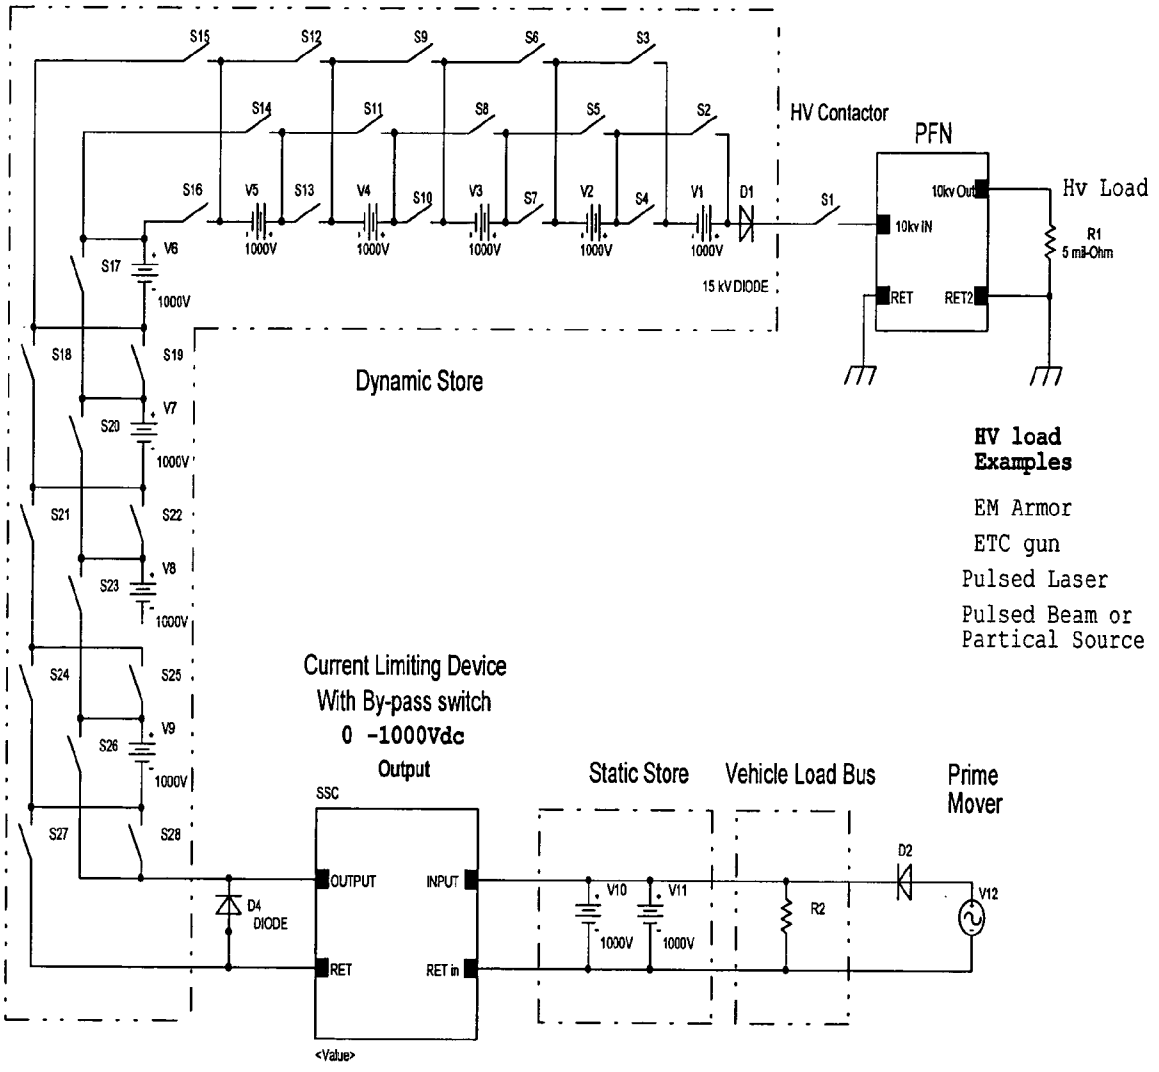 S15
S12
S9
S6
S3
S14
S11
S8
S5
S2
HV Contactor
PFN
S16
V5
S13
V4
S10
V3
S7
V2
S4
V1
D1
S1
10kv Out
Hv Load
+ -
1000V
+ -
1000V
+ -
1000V
+ -
1000V
+ -
1000V
10kv IN
R1
5 mil-Ohm
15 kV DIODE
RET
RET2
S17
V6
+
-
1000V
S18
S19
Dynamic Store
S20
V7
+
-
1000V
HV load
Examples
EM Armor
ETC gun
Pulsed Laser
Pulsed Beam or
Partical Source
S21
S22
S23
V8
+
-
1000V
S24
S25
S26
V9
+
-
1000V
S27
S28
Current Limiting Device
With By-pass switch
0 -1000Vdc
Output
Static Store
Vehicle Load Bus
Prime
Mover
SSC
OUTPUT
INPUT
RET
RET in
<Value>
D4
DIODE
V10
+
-
1000V
V11
+
-
1000V
R2
D2
V12
+
-